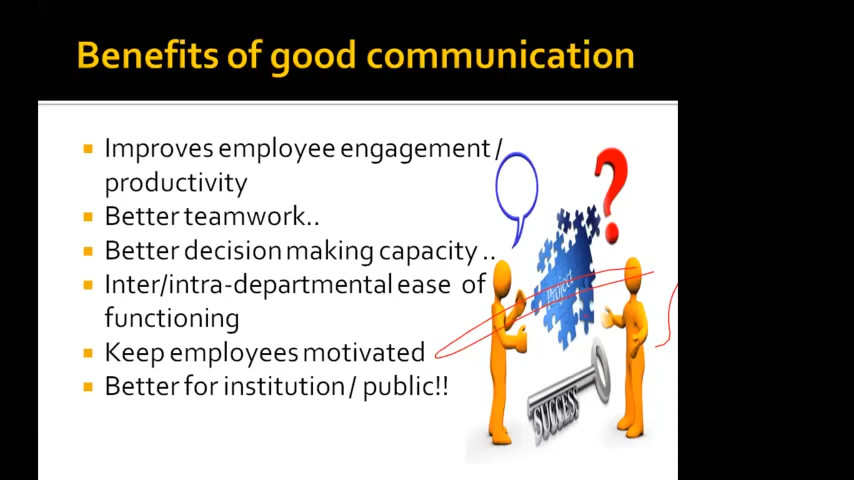 Benefits of good communication
Improves employee engagement /
productivity
Better teamwork..
Better decision making capacity ..
Inter/intra-departmental ease of
functioning
Keep employees motivated
Better for institution / public!!
?
Project
SUCCESS